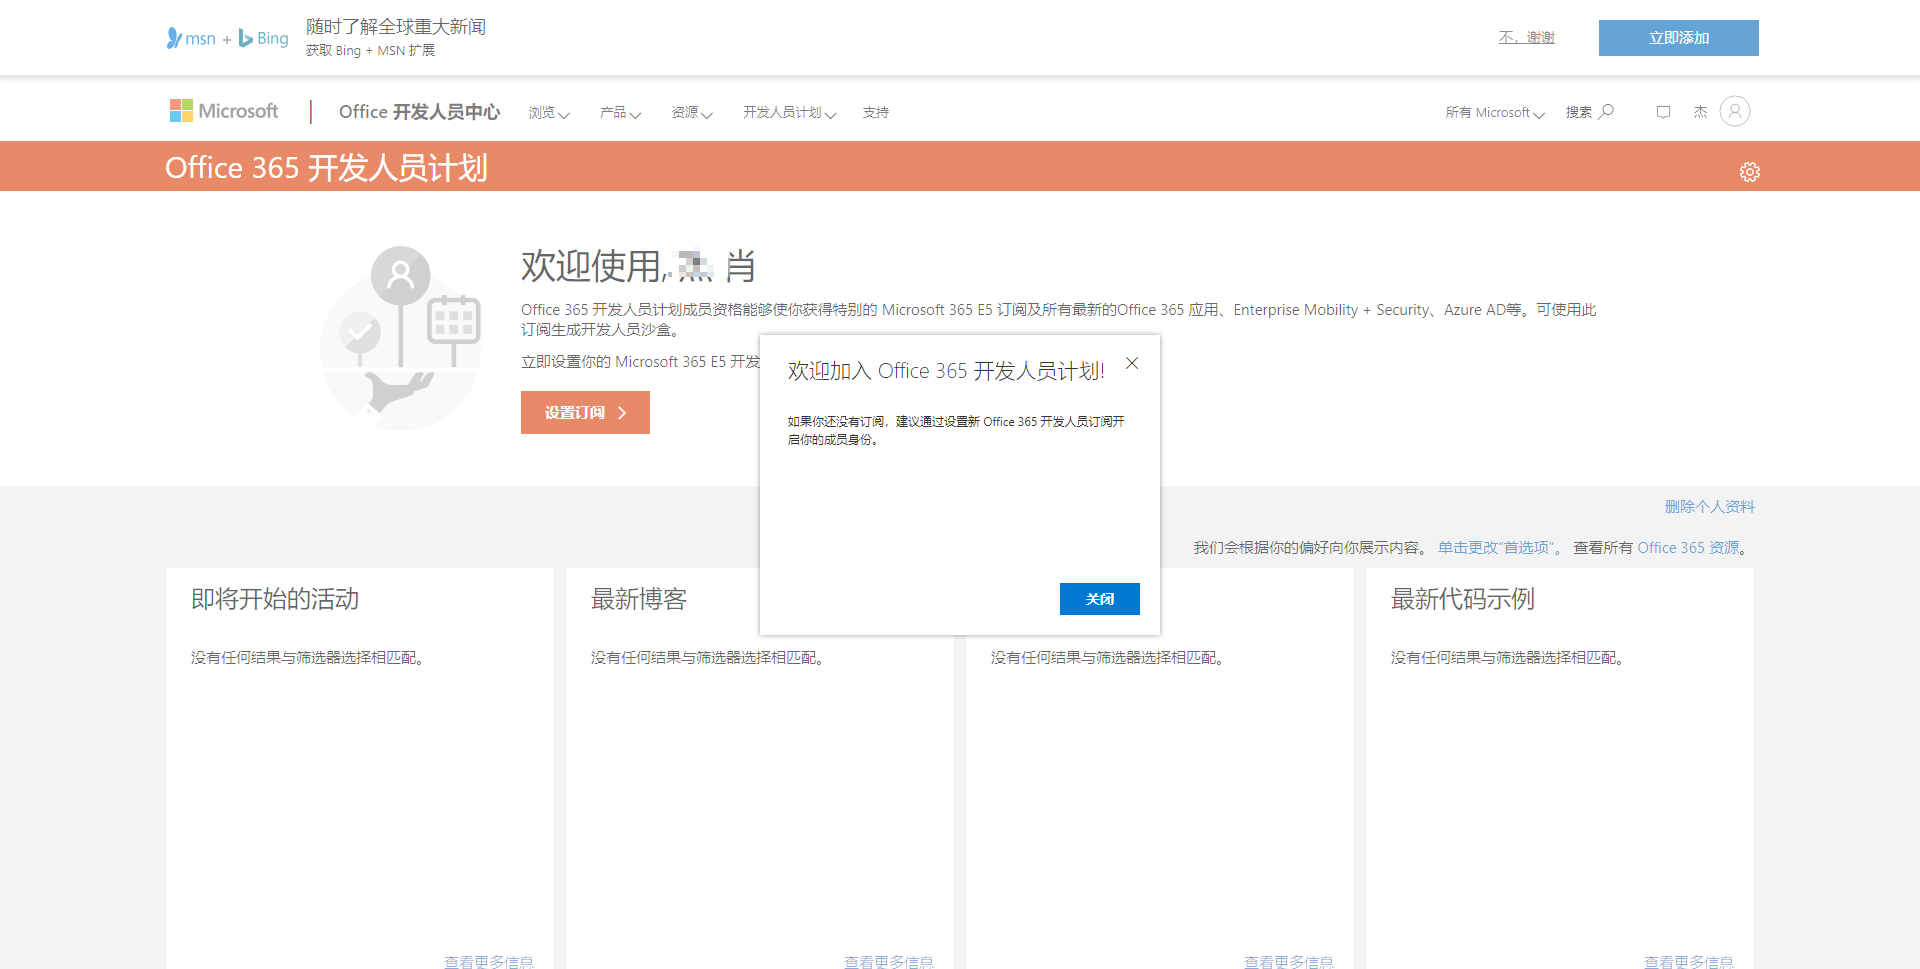 msn + Bing
随时了解全球重大新闻
获取 Bing + MSN 扩展
不，谢谢
立即添加
Microsoft
Office 开发人员中心
浏览
产品
资源
开发人员计划
支持
所有 Microsoft
搜索
杰
Office 365 开发人员计划
欢迎使用,
肖
Office 365 开发人员计划成员资格能够使你获得特别的 Microsoft 365 E5 订阅及所有最新的Office 365 应用、Enterprise Mobility + Security、Azure AD等。可使用此
订阅生成开发人员沙盒。
立即设置你的 Microsoft 365 E5 开发
设置订阅
欢迎加入 Office 365 开发人员计划!
如果你还没有订阅，建议通过设置新 Office 365 开发人员订阅开
启你的成员身份。
关闭
删除个人资料
我们会根据你的偏好向你展示内容。 单击更改“首选项”。 查看所有 Office 365 资源。
即将开始的活动
没有任何结果与筛选器选择相匹配。
查看更多信息
最新博客
没有任何结果与筛选器选择相匹配。
查看更多信息
没有任何结果与筛选器选择相匹配。
查看更多信息
最新代码示例
没有任何结果与筛选器选择相匹配。
查看更多信息